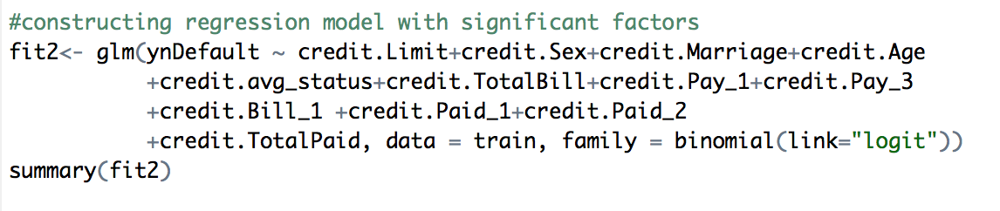 #constructing regression model with significant factors
fit2<- glm(ynDefault ~ credit.Limit+credit.Sex+credit.Marriage+credit.Age
+credit.avg_status+credit.TotalBill+credit.Pay_1+credit.Pay_3
+credit.Bill_1 +credit.Paid_1+credit.Paid_2
+credit.TotalPaid, data = train, family = binomial(link="logit"))
summary(fit2)